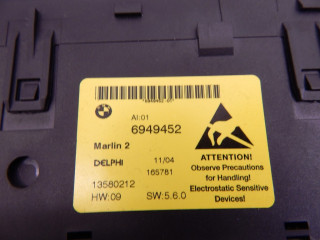 6949452
AI:01
6949452
Marlin 2
DELPHI 11/04
165781
13580212
HW:09 SW:5.6.0
ATTENTION!
Observe Precautions
for Handling!
Electrostatic Sensitive
Devices!